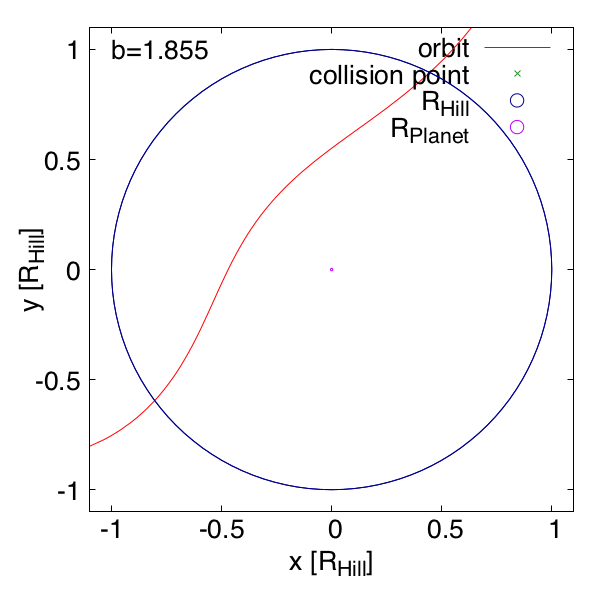 b=1.855
orbit
collision point
R_Hill
R_Planet
1
0.5
0
-0.5
-1
y [R_Hill]
-1 -0.5 0 0.5 1
x [R_Hill]